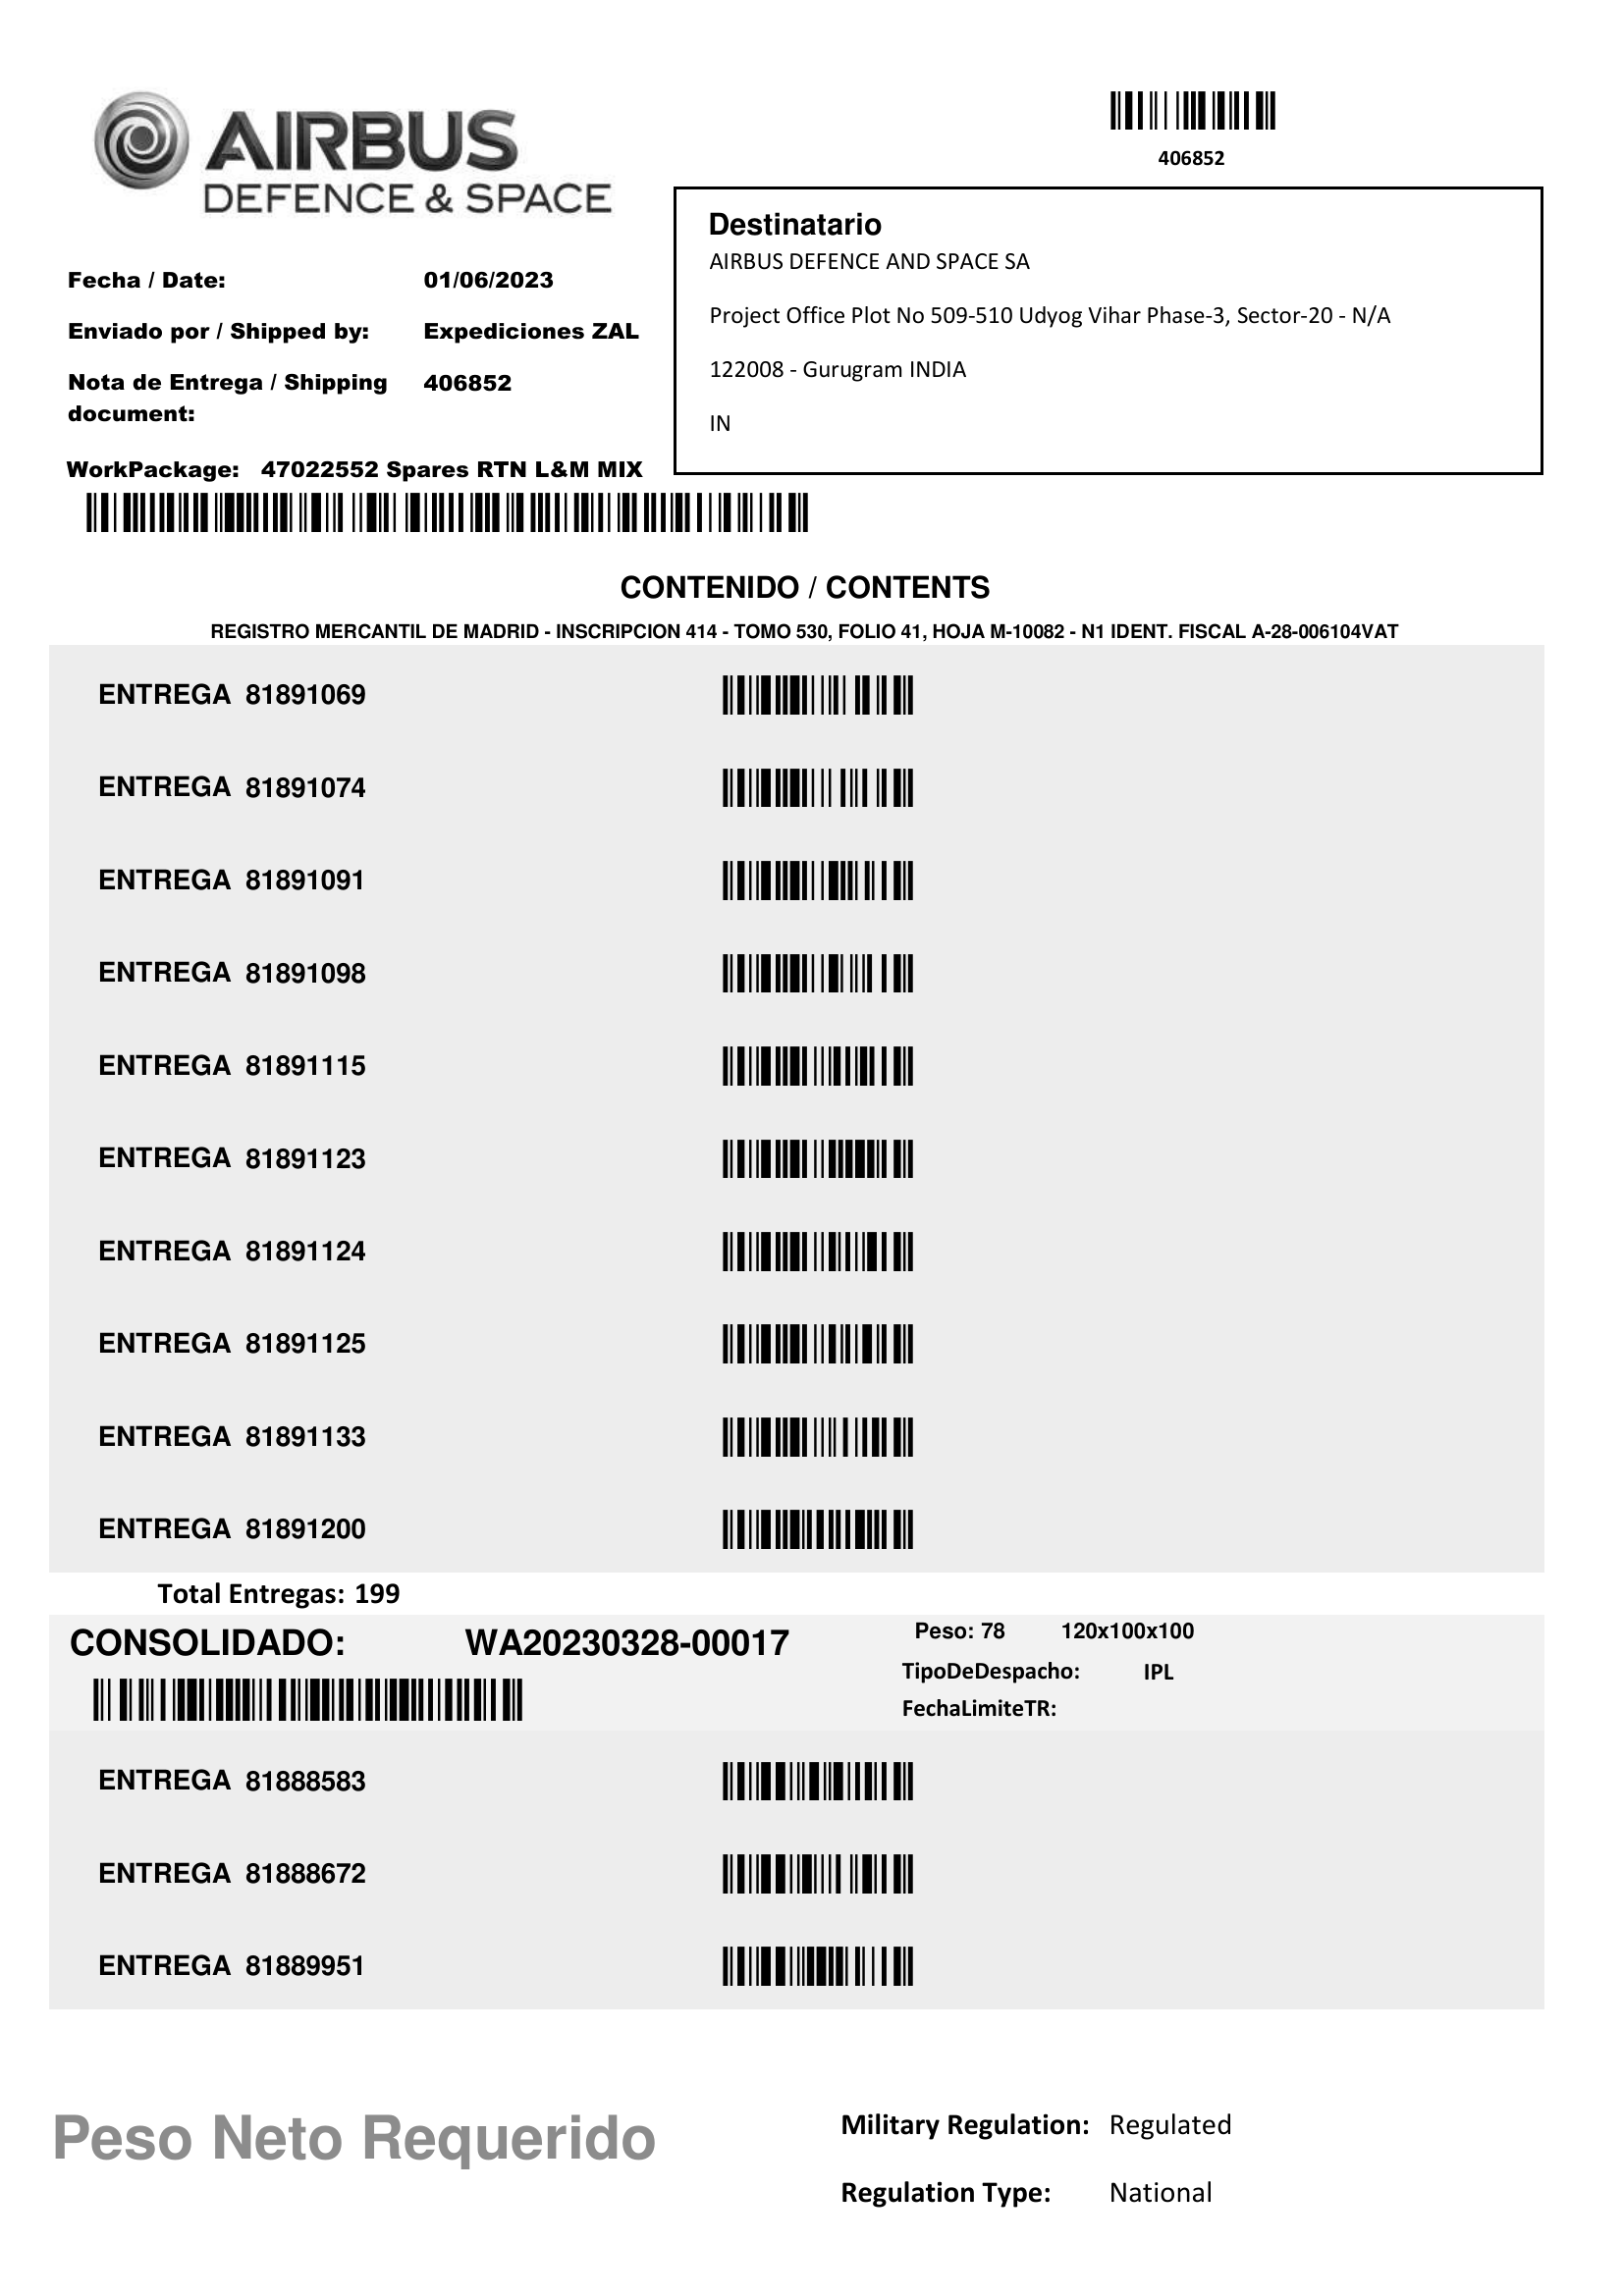 AIRBUS
DEFENCE & SPACE
406852
Destinatario
AIRBUS DEFENCE AND SPACE SA
Project Office Plot No 509-510 Udyog Vihar Phase-3, Sector-20 - N/A
122008 - Gurugram INDIA
IN
Fecha / Date: 01/06/2023
Enviado por / Shipped by: Expediciones ZAL
Nota de Entrega / Shipping document: 406852
WorkPackage: 47022552 Spares RTN L&M MIX
CONTENIDO / CONTENTS
REGISTRO MERCANTIL DE MADRID - INSCRIPCION 414 - TOMO 530, FOLIO 41, HOJA M-10082 - N1 IDENT. FISCAL A-28-006104VAT
ENTREGA 81891069
ENTREGA 81891074
ENTREGA 81891091
ENTREGA 81891098
ENTREGA 81891115
ENTREGA 81891123
ENTREGA 81891124
ENTREGA 81891125
ENTREGA 81891133
ENTREGA 81891200
Total Entregas: 199
CONSOLIDADO: WA20230328-00017
Peso: 78 120x100x100
TipoDeDespacho: IPL
FechaLimiteTR:
ENTREGA 81888583
ENTREGA 81888672
ENTREGA 81889951
Peso Neto Requerido
Military Regulation: Regulated
Regulation Type: National